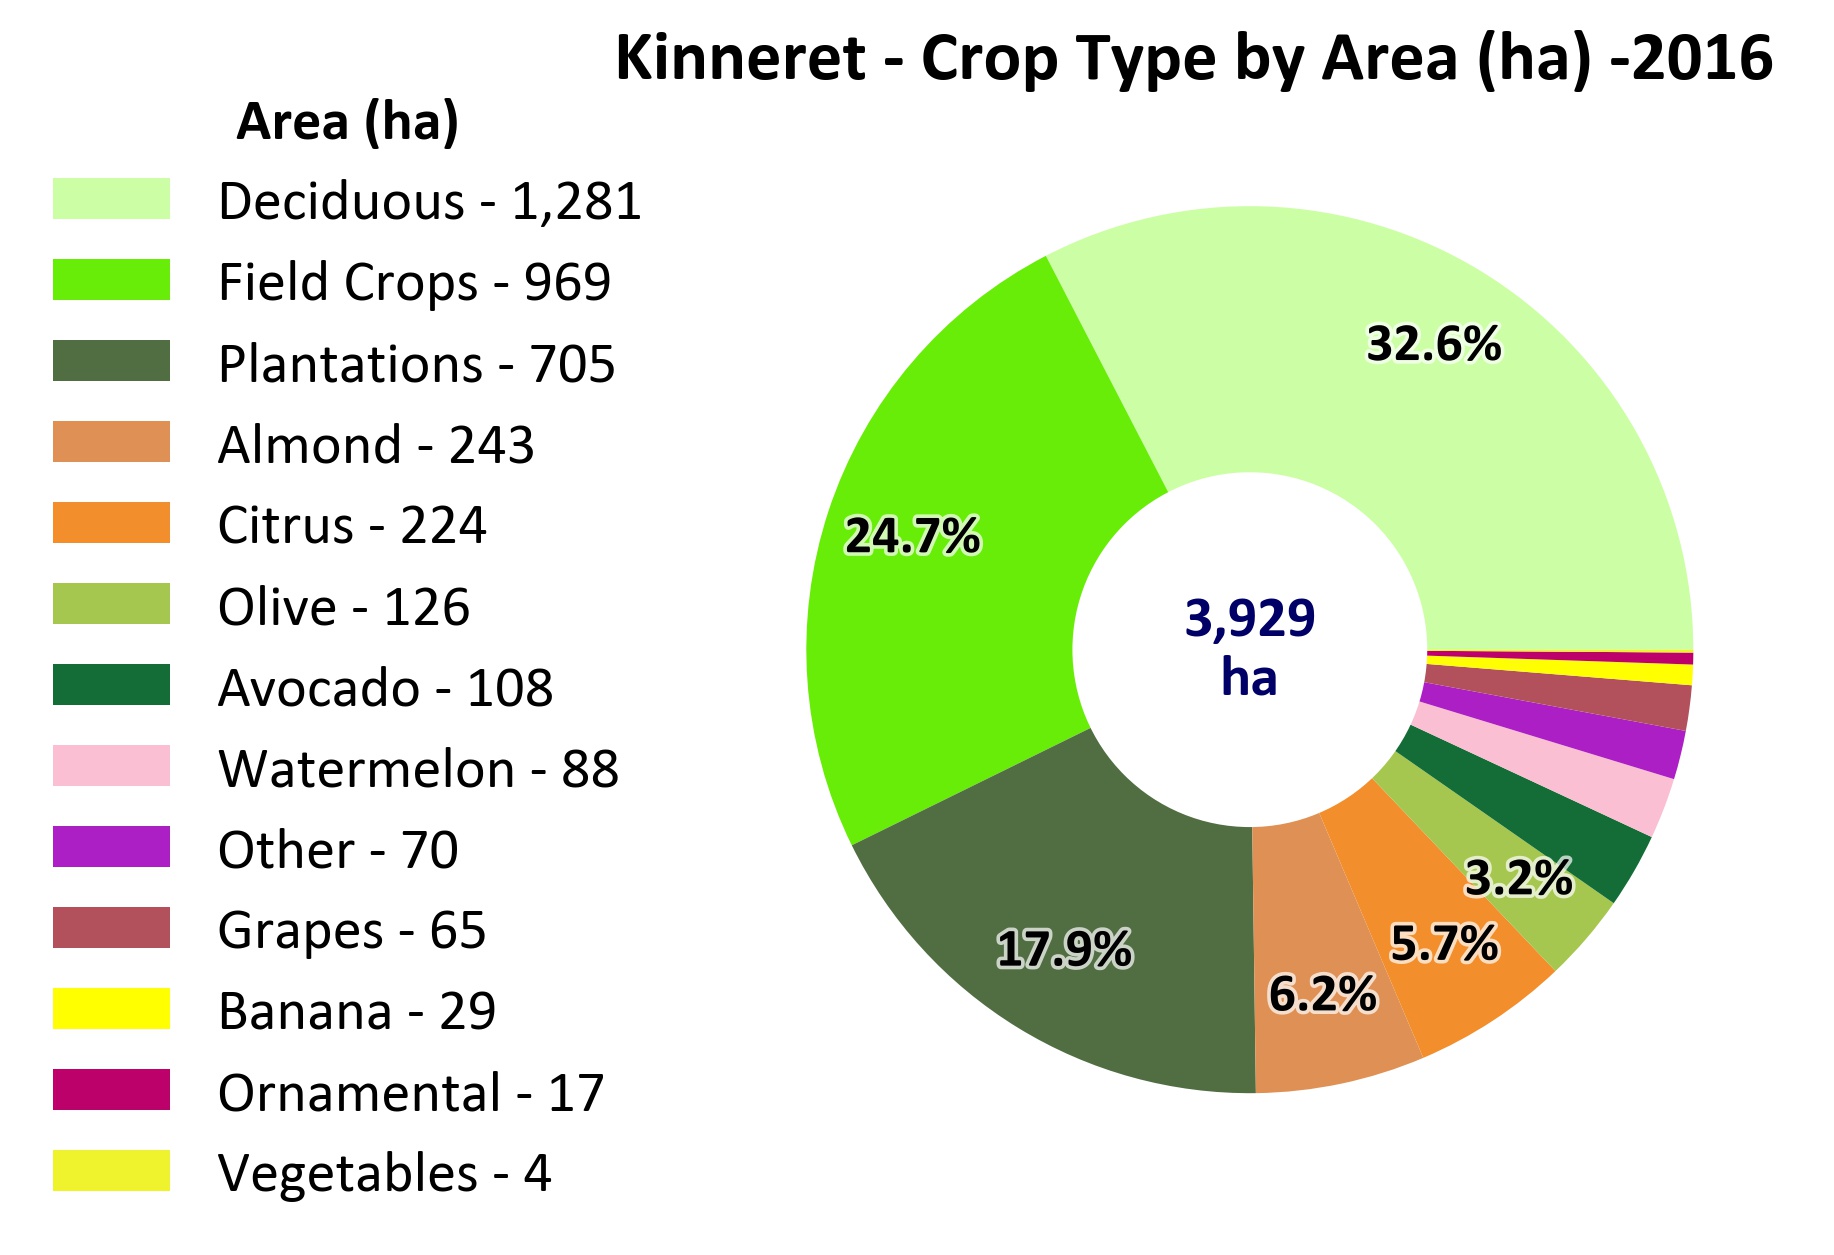 Kinneret - Crop Type by Area (ha) -2016
Area (ha)
Deciduous - 1,281
Field Crops - 969
Plantations - 705
Almond - 243
Citrus - 224
Olive - 126
Avocado - 108
Watermelon - 88
Other - 70
Grapes - 65
Banana - 29
Ornamental - 17
Vegetables - 4
32.6%
24.7%
3,929
ha
17.9%
6.2%
5.7%
3.2%